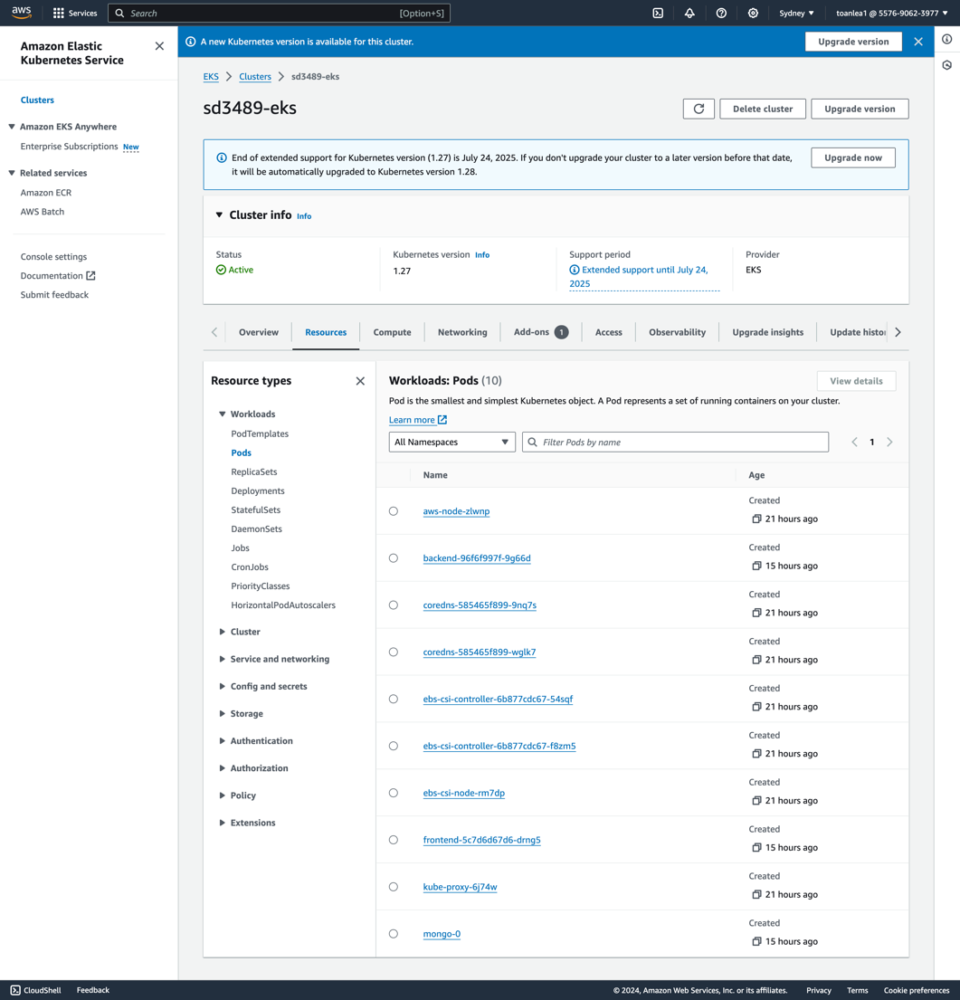 aws
Services
Search
[Option+S]
Sydney
toanlea1 @ 5576-9062-3977
Amazon Elastic
Kubernetes Service
Clusters
Amazon EKS Anywhere
Enterprise Subscriptions New
Related services
Amazon ECR
AWS Batch
Console settings
Documentation
Submit feedback
A new Kubernetes version is available for this cluster.
Upgrade version
EKS
Clusters
sd3489-eks
sd3489-eks
Delete cluster
Upgrade version
End of extended support for Kubernetes version (1.27) is July 24, 2025. If you don't upgrade your cluster to a later version before that date,
it will be automatically upgraded to Kubernetes version 1.28.
Upgrade now
Cluster info Info
Status
Active
Kubernetes version Info
1.27
Support period
Extended support until July 24,
2025
Provider
EKS
Overview
Resources
Compute
Networking
Add-ons 1
Access
Observability
Upgrade insights
Update histor
Resource types
Workloads
PodTemplates
Pods
ReplicaSets
Deployments
StatefulSets
DaemonSets
Jobs
CronJobs
PriorityClasses
HorizontalPodAutoscalers
Cluster
Service and networking
Config and secrets
Storage
Authentication
Authorization
Policy
Extensions
Workloads: Pods (10)
View details
Pod is the smallest and simplest Kubernetes object. A Pod represents a set of running containers on your cluster.
Learn more
All Namespaces
Filter Pods by name
1
Name
Age
aws-node-zlwnp
Created
21 hours ago
backend-96f6f997f-9g66d
Created
15 hours ago
coredns-585465f899-9nq7s
Created
21 hours ago
coredns-585465f899-wglk7
Created
21 hours ago
ebs-csi-controller-6b877cdc67-54sqf
Created
21 hours ago
ebs-csi-controller-6b877cdc67-f8zm5
Created
21 hours ago
ebs-csi-node-rm7dp
Created
21 hours ago
frontend-5c7d6d67d6-drng5
Created
15 hours ago
kube-proxy-6j74w
Created
21 hours ago
mongo-0
Created
15 hours ago
CloudShell
Feedback
© 2024, Amazon Web Services, Inc. or its affiliates.
Privacy
Terms
Cookie preferences